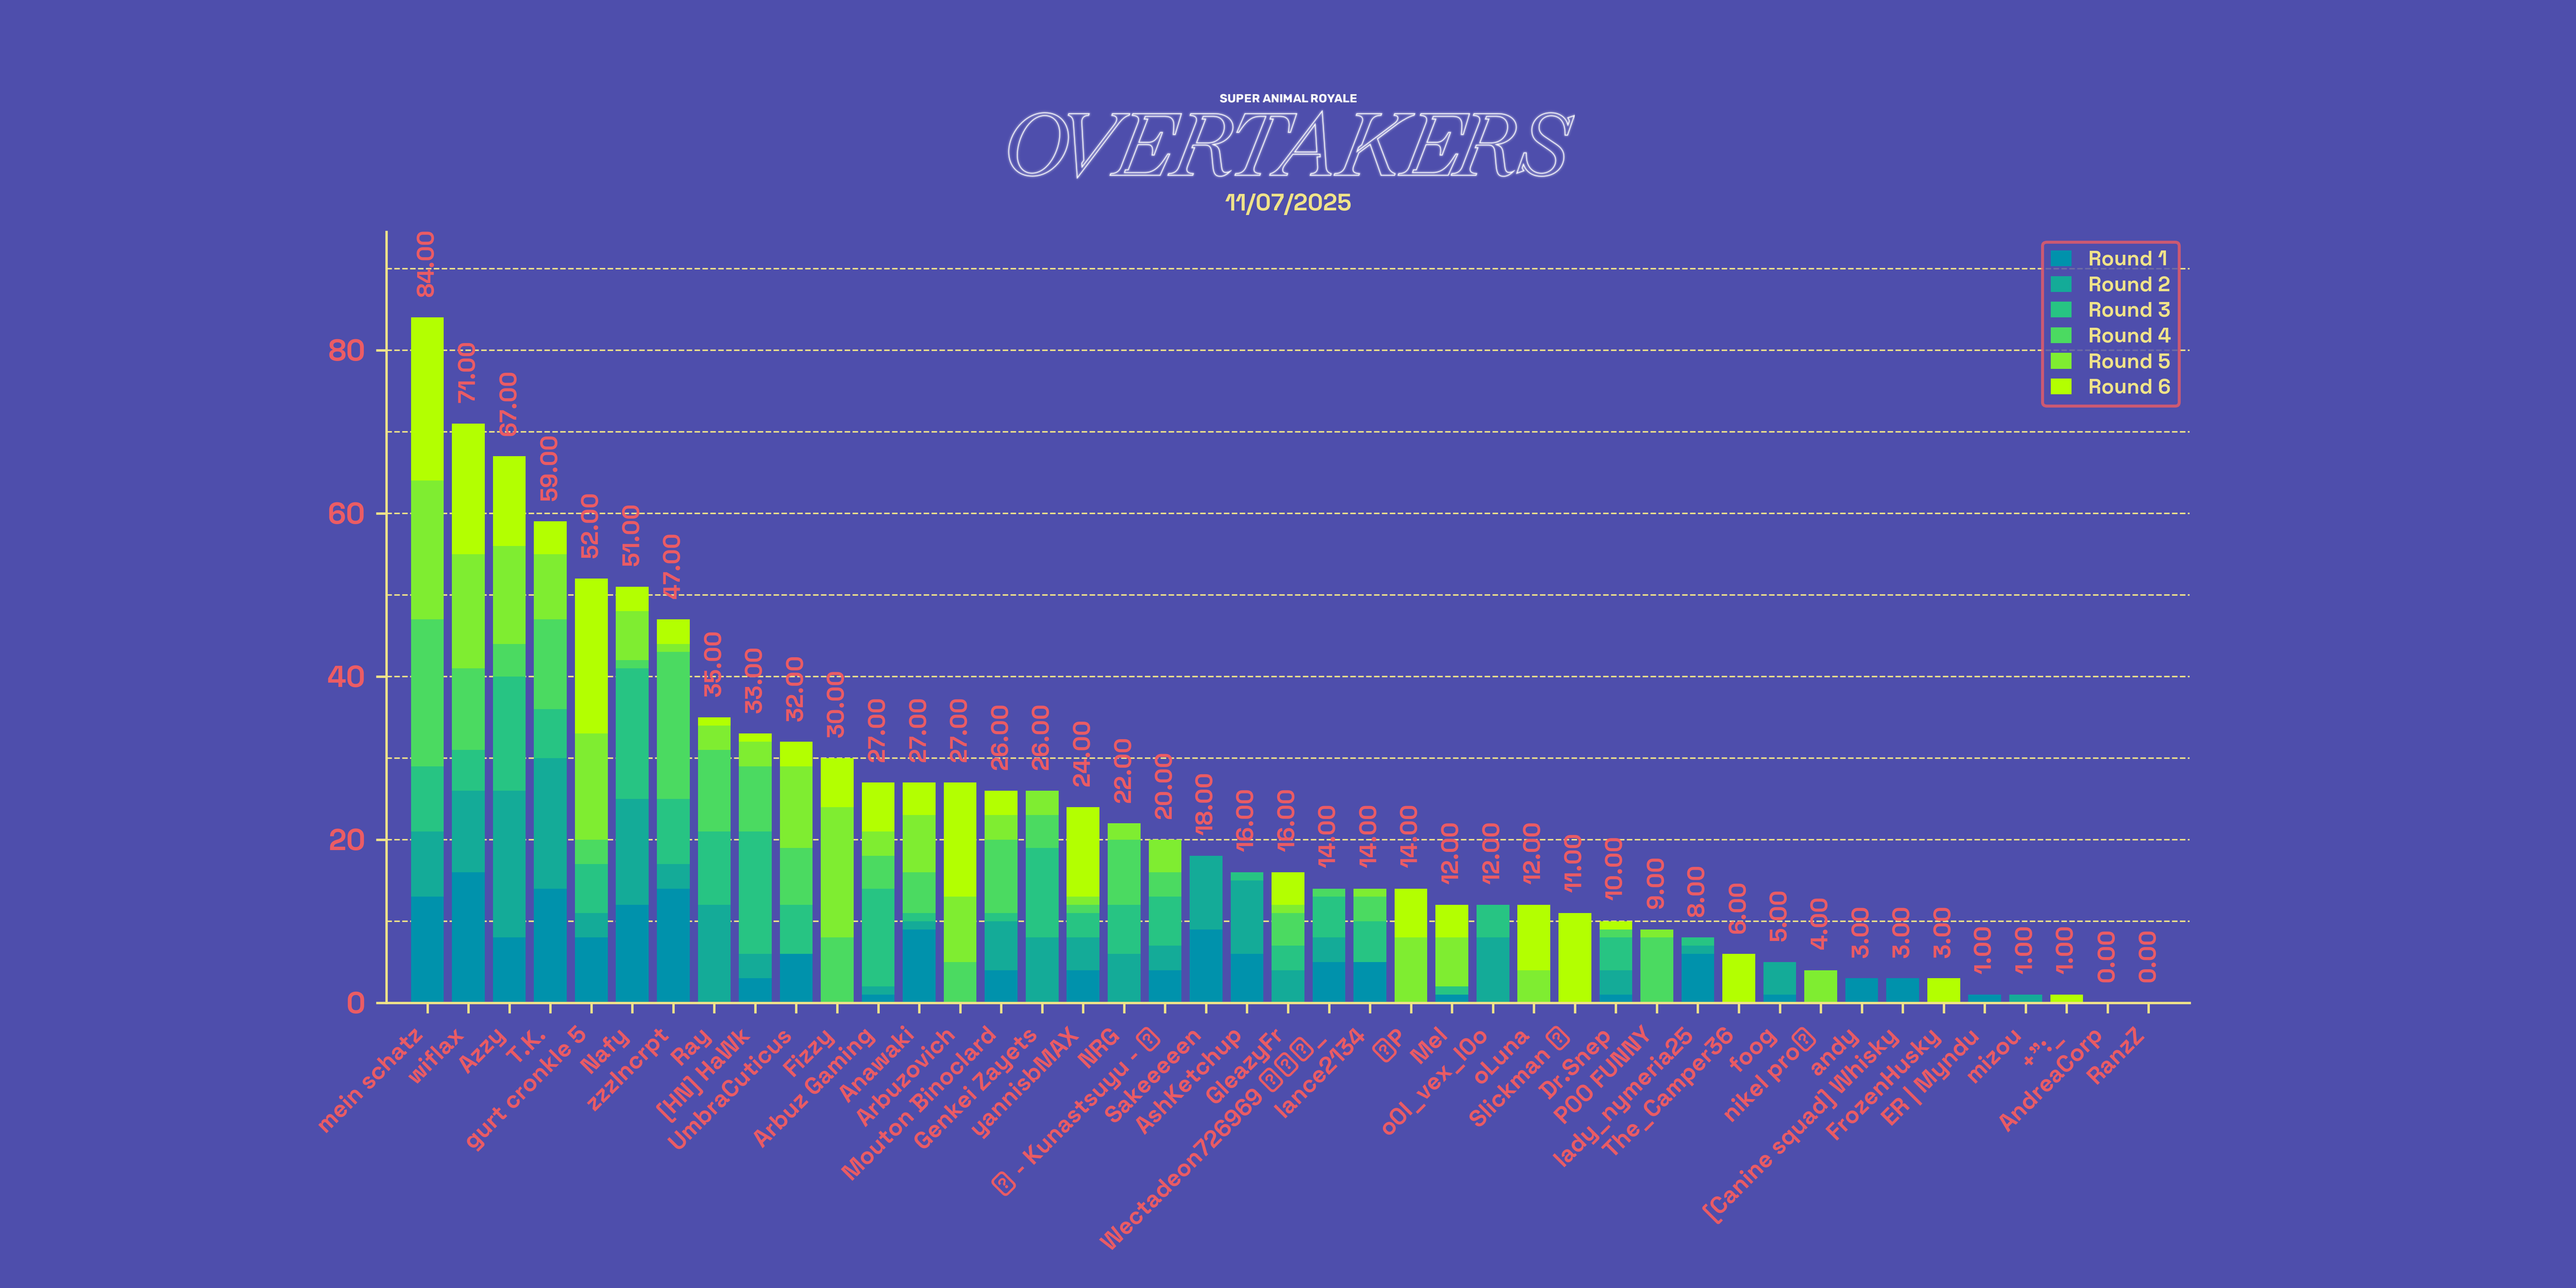 SUPER ANIMAL ROYALE
OVERTAKERS
11/07/2025
Round 1
Round 2
Round 3
Round 4
Round 5
Round 6
80
60
40
20
0
84.00
71.00
67.00
59.00
52.00
51.00
47.00
35.00
33.00
32.00
30.00
27.00
27.00
27.00
26.00
26.00
24.00
22.00
20.00
18.00
16.00
16.00
14.00
14.00
14.00
12.00
12.00
12.00
11.00
10.00
9.00
8.00
6.00
5.00
4.00
3.00
3.00
3.00
1.00
1.00
1.00
0.00
0.00
mein schatz
wiflax
Azzy
T.K.
gurt cronkle 5
Nafy
zzzIncrpt
Ray
[HN] HaWk
UmbraCuticus
Fizzy
Arbuz Gaming
Anawaki
Arbuzovich
Mouton Binoclard
Genkei Zayets
yannisbMAX
NRG
- Kunastsuyu -
Sakeeeeen
AshKetchup
GleazyFr
Wectadeon726969 _
lance2134
P
Mel
oOl_vex_lOo
oLuna
Slickman
Dr.Snep
POO FUNNY
lady_nymeria25
The_Camper36
foog
nikel pro
andy
[Canine squad] Whisky
FrozenHusky
ER | Myndu
mizou
+”:_
AndreaCorp
RanzZ